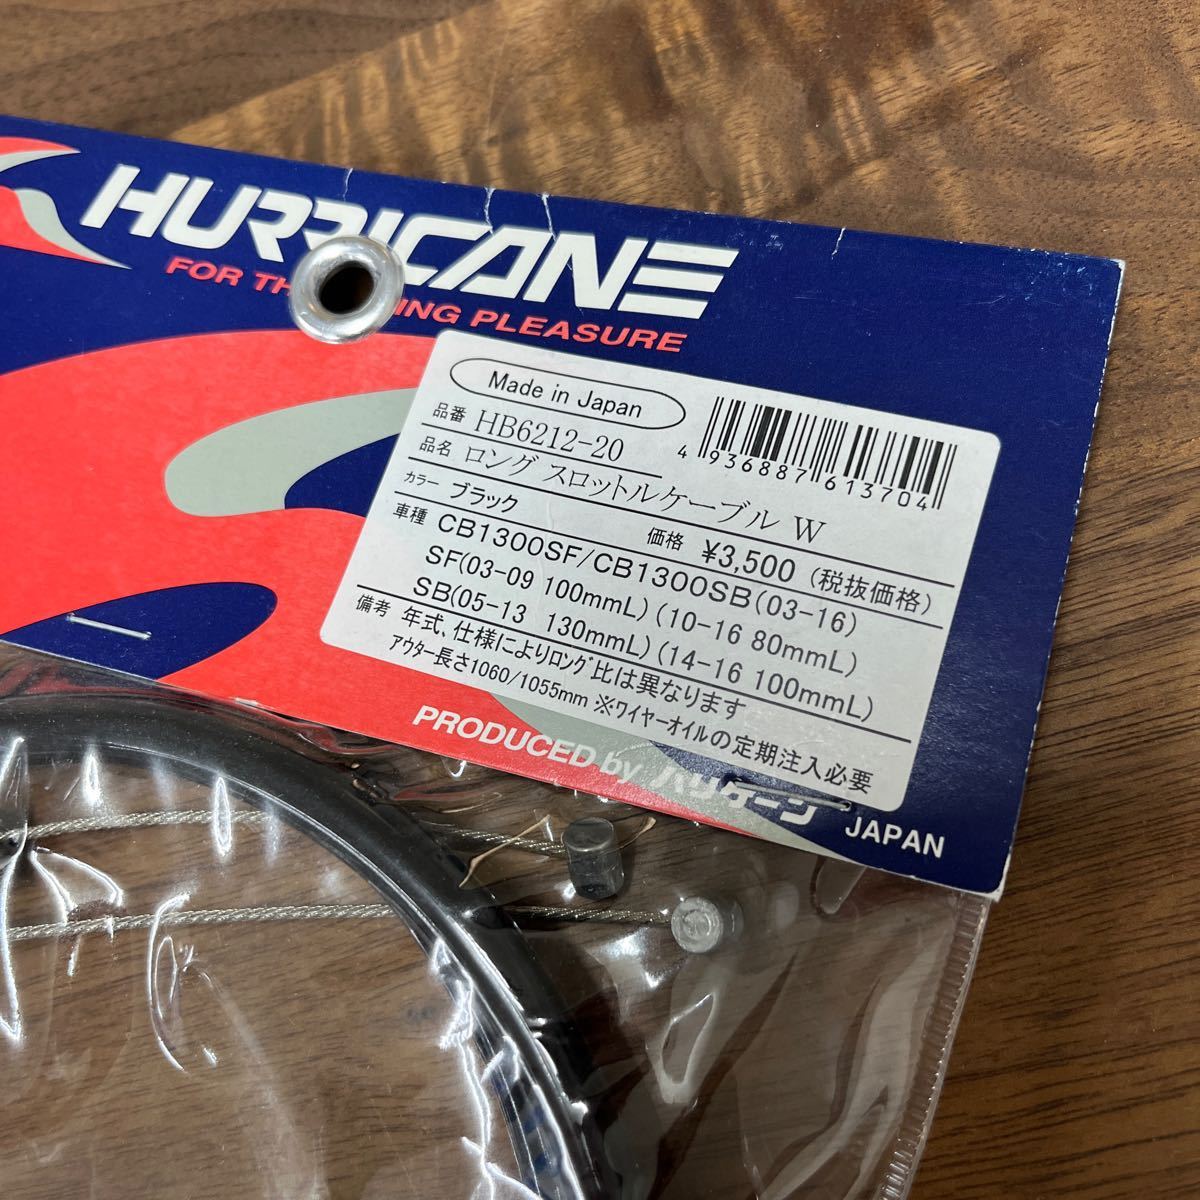 HURRICANE
FOR TH ING PLEASURE
Made in Japan
品番 HB6212-20
4 936887 613704
品名 ロング スロットルケーブル W
カラー ブラック 価格 ¥3,500 (税抜価格)
車種 CB1300SF/CB1300SB(03-16)
SF(03-09 100mmL) (10-16 80mmL)
SB(05-13 130mmL) (14-16 100mmL)
備考 年式、仕様によりロング比は異なります
アウター長さ1060/1055mm ※ワイヤーオイルの定期注入必要
PRODUCED by ハリケーン JAPAN